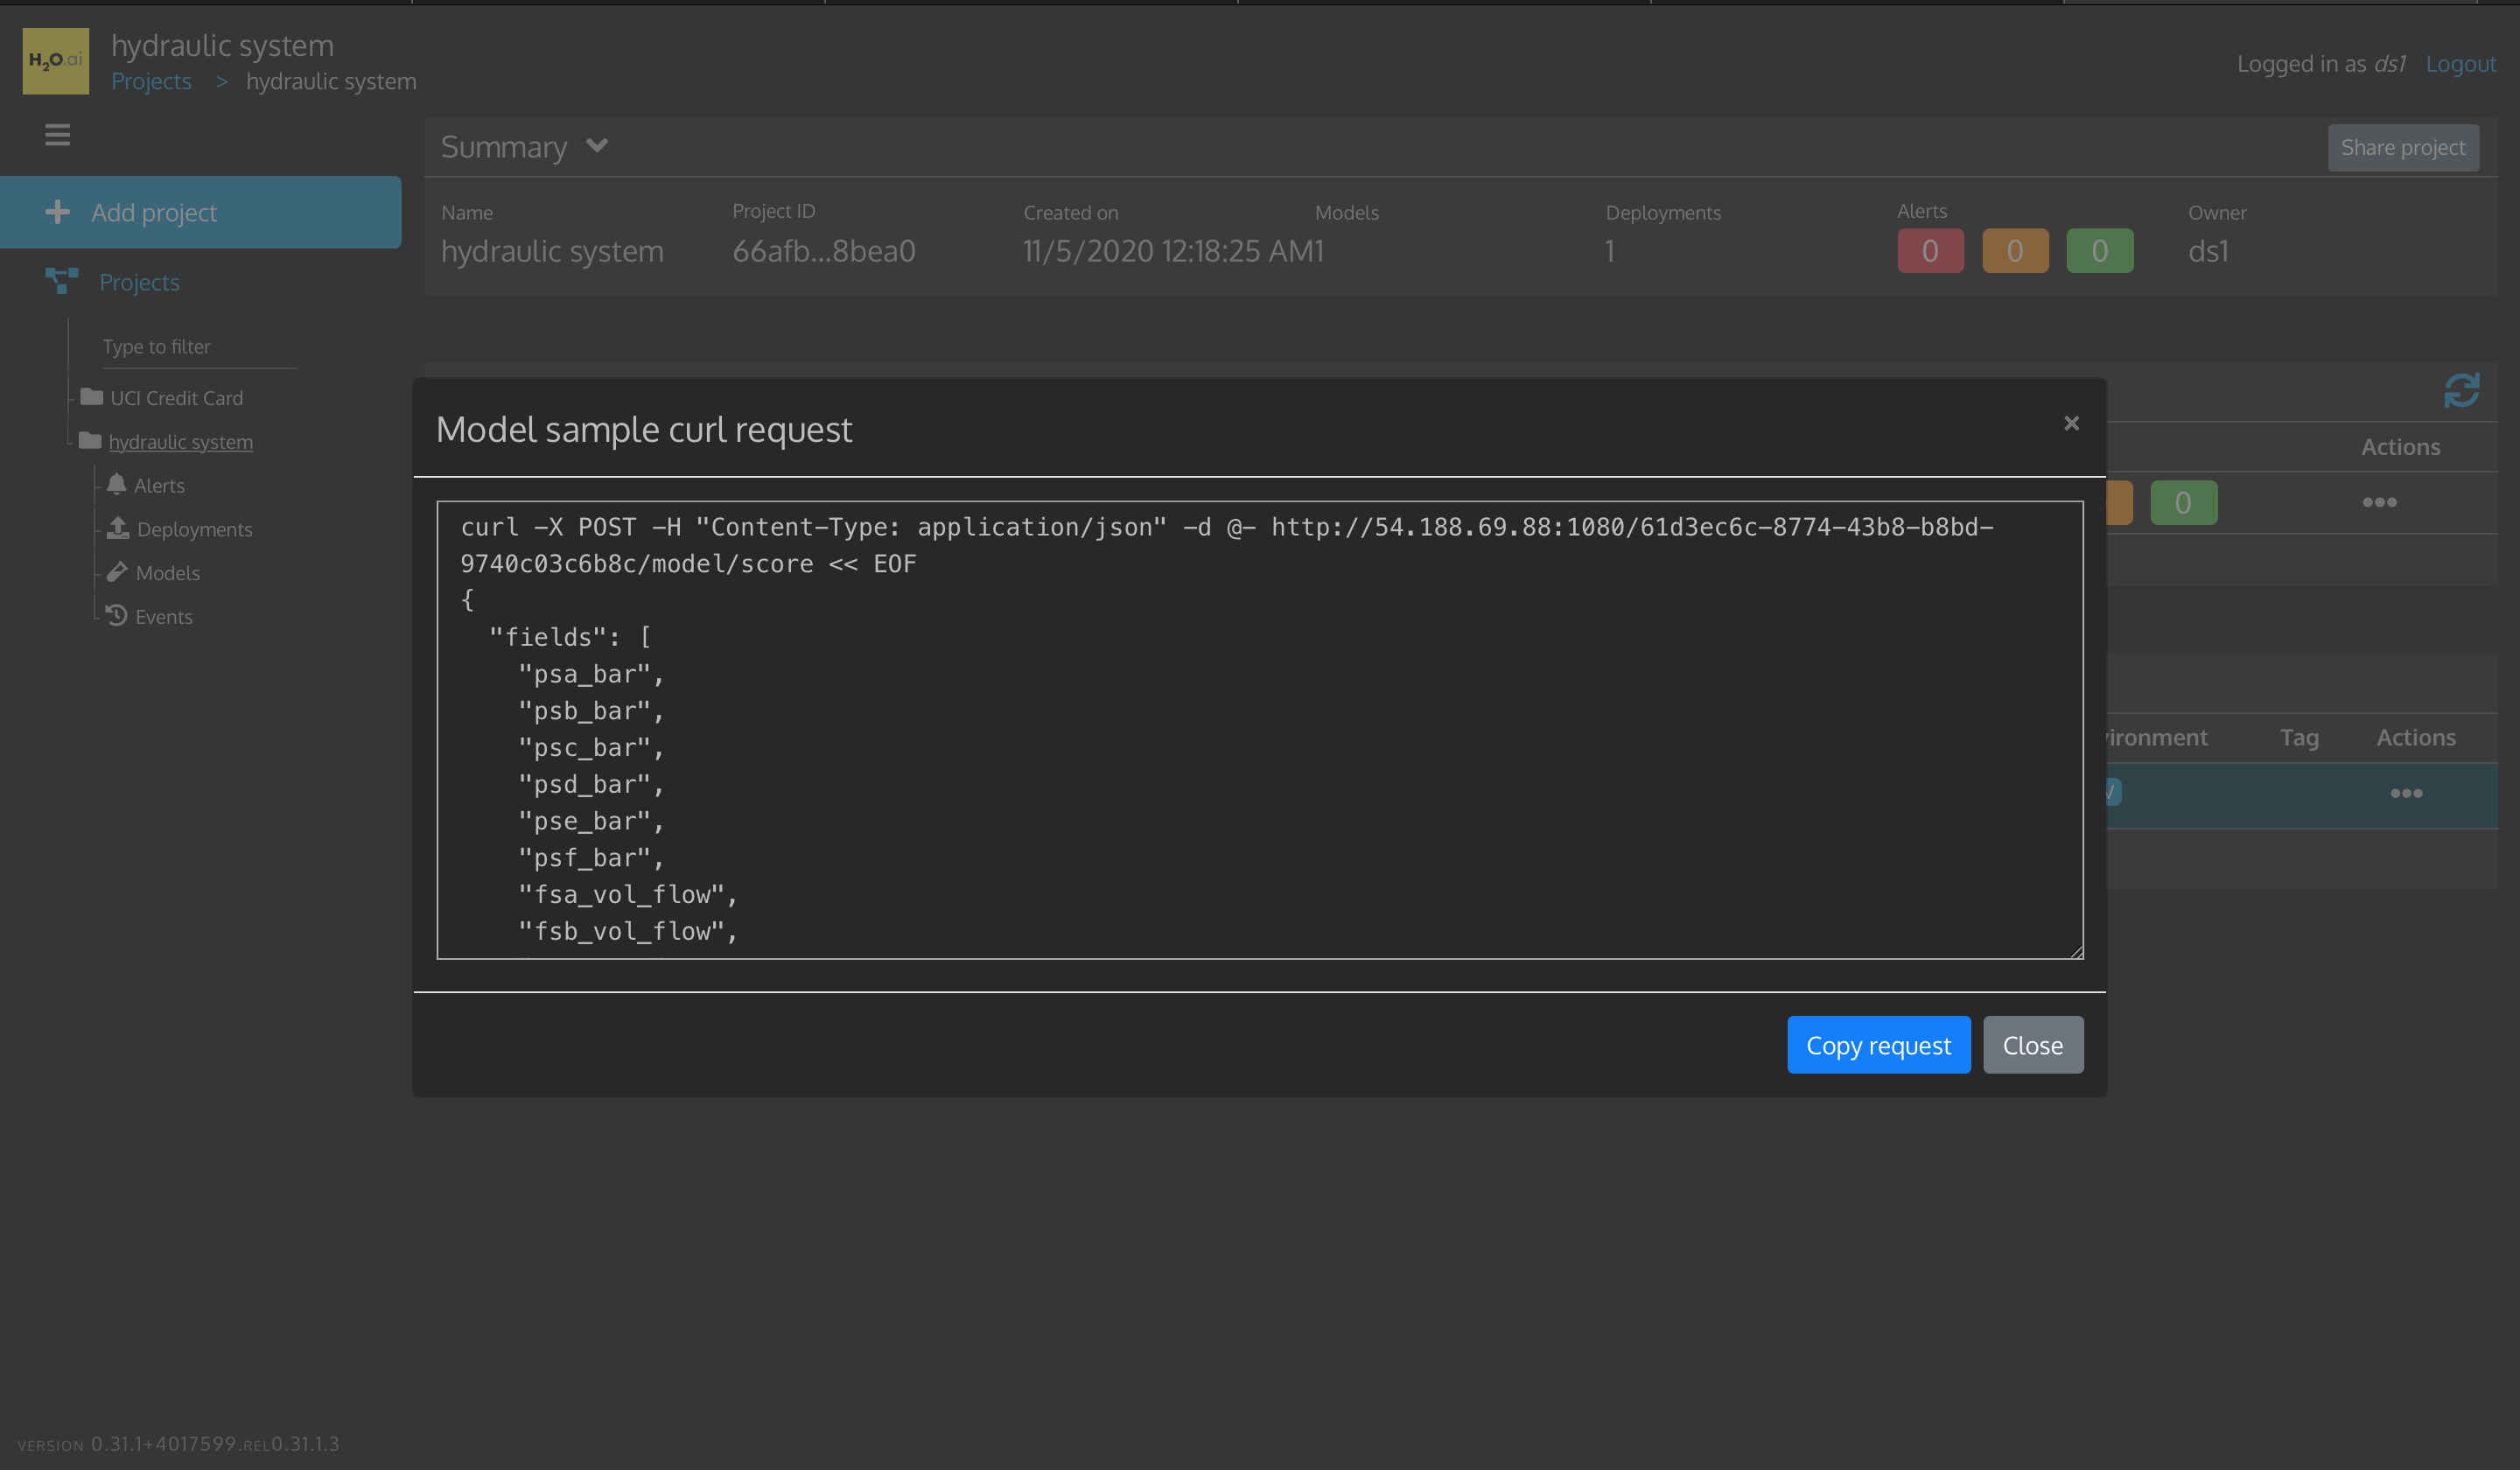 H2O.ai
hydraulic system
Projects > hydraulic system
Logged in as ds1 Logout
Add project
Projects
Type to filter
UCI Credit Card
hydraulic system
Alerts
Deployments
Models
Events
Summary
Share project
Name Project ID Created on Models Deployments Alerts Owner
hydraulic system 66afb...8bea0 11/5/2020 12:18:25 AM 1 1 0 0 0 ds1
Actions
0
Tag Actions
Model sample curl request
×
curl -X POST -H "Content-Type: application/json" -d @- http://54.188.69.88:1080/61d3ec6c-8774-43b8-b8bd-
9740c03c6b8c/model/score << EOF
{
"fields": [
"psa_bar",
"psb_bar",
"psc_bar",
"psd_bar",
"pse_bar",
"psf_bar",
"fsa_vol_flow",
"fsb_vol_flow",
Copy request
Close
VERSION 0.31.1+4017599.REL0.31.1.3